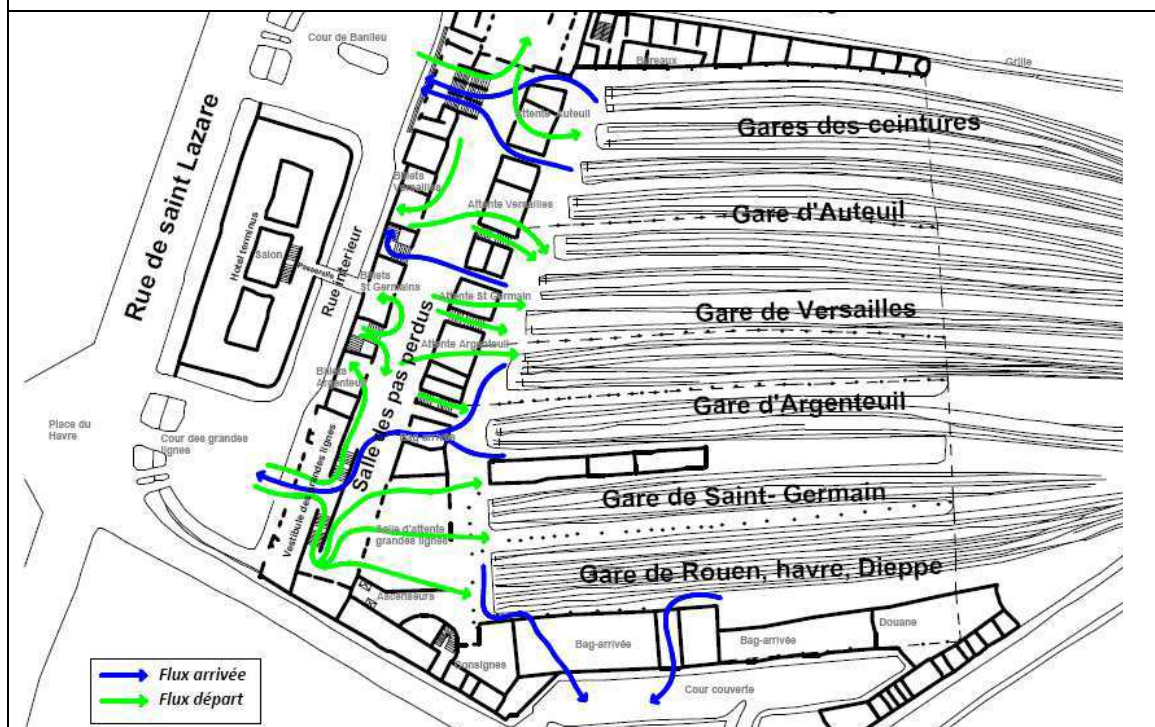 Cour de Banlieu
Bureaux
Grille
Attente Auteuil
Gares des ceintures
Rue de saint Lazare
Billets
Versailles
Attente Versailles
Gare d'Auteuil
Hotel terminus
Salon
Passerelle
Rue interieur
Billets
St Germains
Attente St Germain
Gare de Versailles
Attente Argenteuil
Salle des pas perdus
Billets
Argenteuil
Gare d'Argenteuil
Place du
Havre
Cour des grandes
lignes
Bag-arrivée
Vestibule des grandes lignes
Gare de Saint- Germain
Salle d'attente
grandes lignes
Gare de Rouen, havre, Dieppe
Ascenseurs
Consignes
Bag-arrivée
Bag-arrivée
Douane
Cour couverte
Flux arrivée
Flux départ